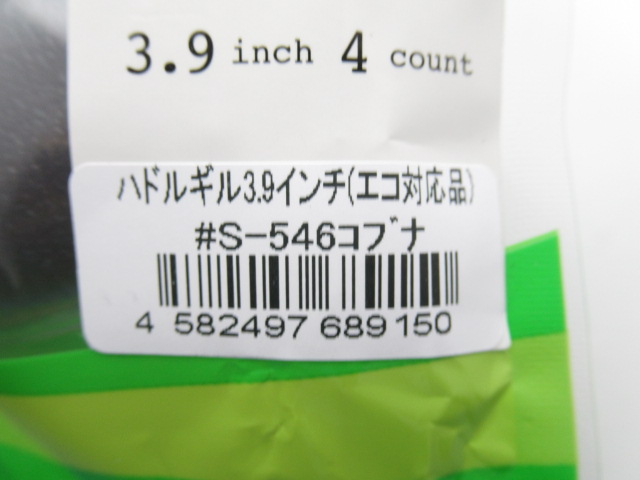 3.9 inch 4 count
ハドルギル3.9インチ(エコ対応品)
#S-546コブナ
4 582497 689150